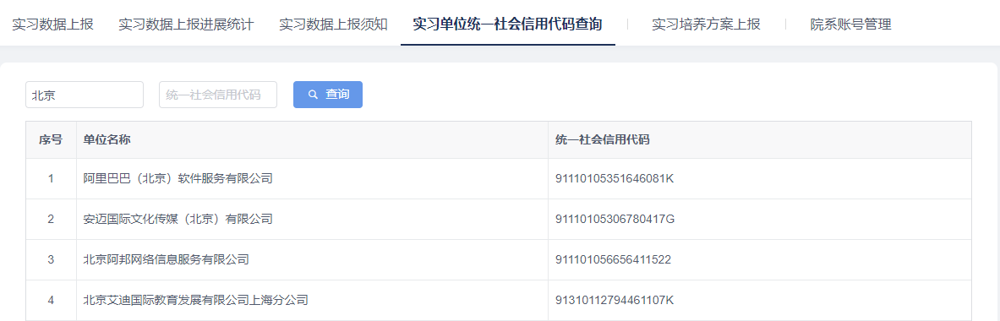 实习数据上报 实习数据上报进展统计 实习数据上报须知 实习单位统一社会信用代码查询 实习培养方案上报 院系账号管理
北京 统一社会信用代码 查询
序号 单位名称 统一社会信用代码
1 阿里巴巴（北京）软件服务有限公司 91110105351646081K
2 安迈国际文化传媒（北京）有限公司 91110105306780417G
3 北京阿邦网络信息服务有限公司 911101056656411522
4 北京艾迪国际教育发展有限公司上海分公司 91310112794461107K